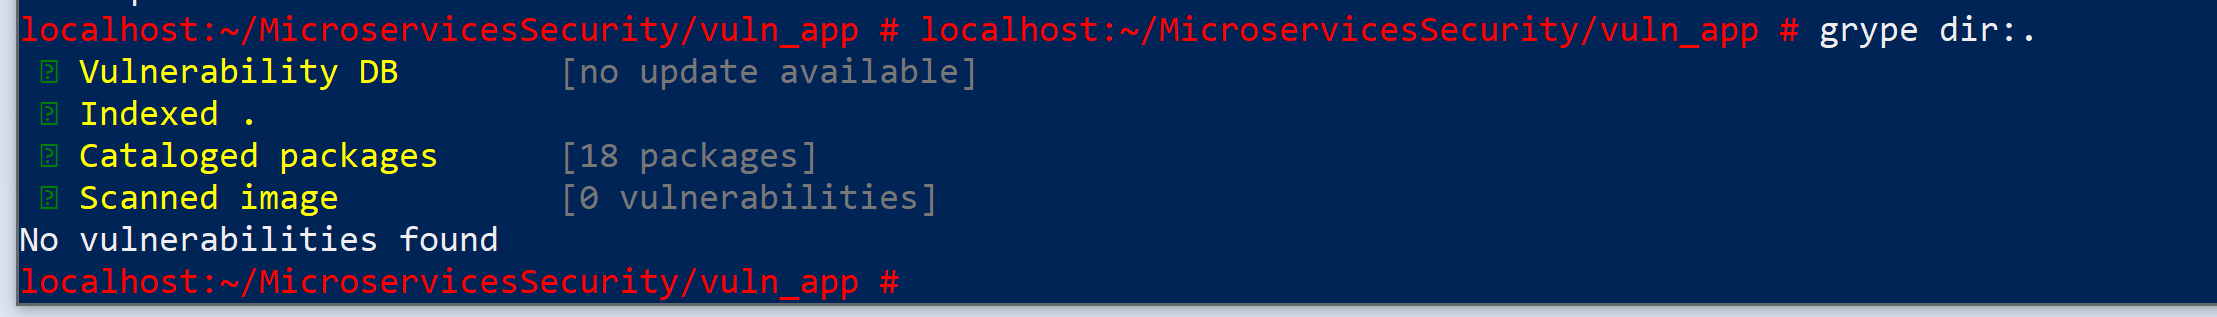 localhost:~/MicroservicesSecurity/vuln_app # localhost:~/MicroservicesSecurity/vuln_app # grype dir:.
Vulnerability DB [no update available]
Indexed .
Cataloged packages [18 packages]
Scanned image [0 vulnerabilities]
No vulnerabilities found
localhost:~/MicroservicesSecurity/vuln_app #